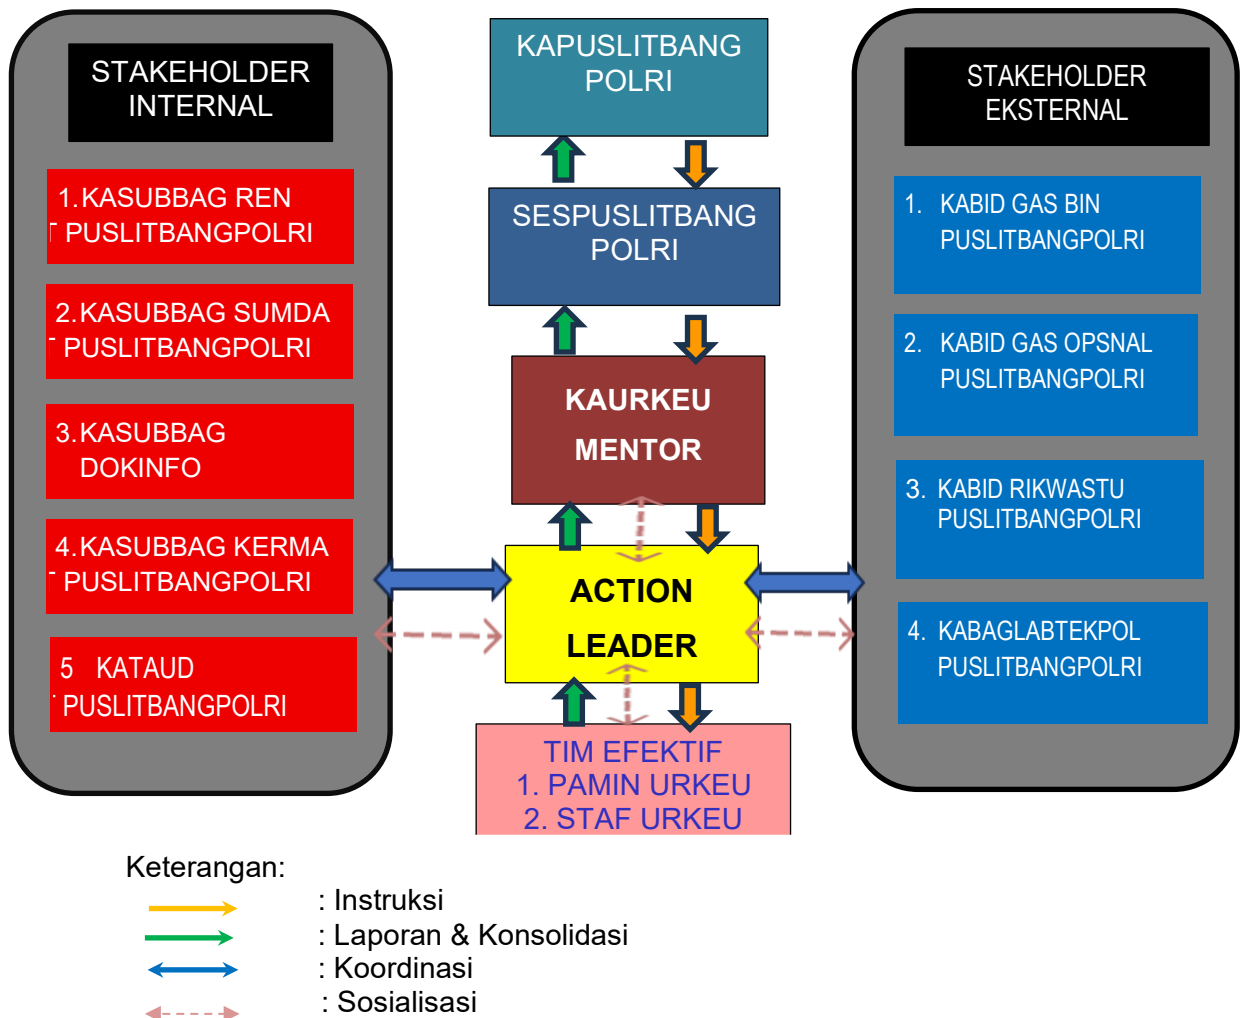 STAKEHOLDER
INTERNAL
1.KASUBBAG REN
PUSLITBANGPOLRI
2.KASUBBAG SUMDA
PUSLITBANGPOLRI
3.KASUBBAG
DOKINFO
4.KASUBBAG KERMA
PUSLITBANGPOLRI
5 KATAUD
PUSLITBANGPOLRI
KAPUSLITBANG
POLRI
SESPUSLITBANG
POLRI
KAURKEU
MENTOR
ACTION
LEADER
TIM EFEKTIF
1. PAMIN URKEU
2. STAF URKEU
STAKEHOLDER
EKSTERNAL
1. KABID GAS BIN
PUSLITBANGPOLRI
2. KABID GAS OPSNAL
PUSLITBANGPOLRI
3. KABID RIKWASTU
PUSLITBANGPOLRI
4. KABAGLABTEKPOL
PUSLITBANGPOLRI
Keterangan:
: Instruksi
: Laporan & Konsolidasi
: Koordinasi
: Sosialisasi